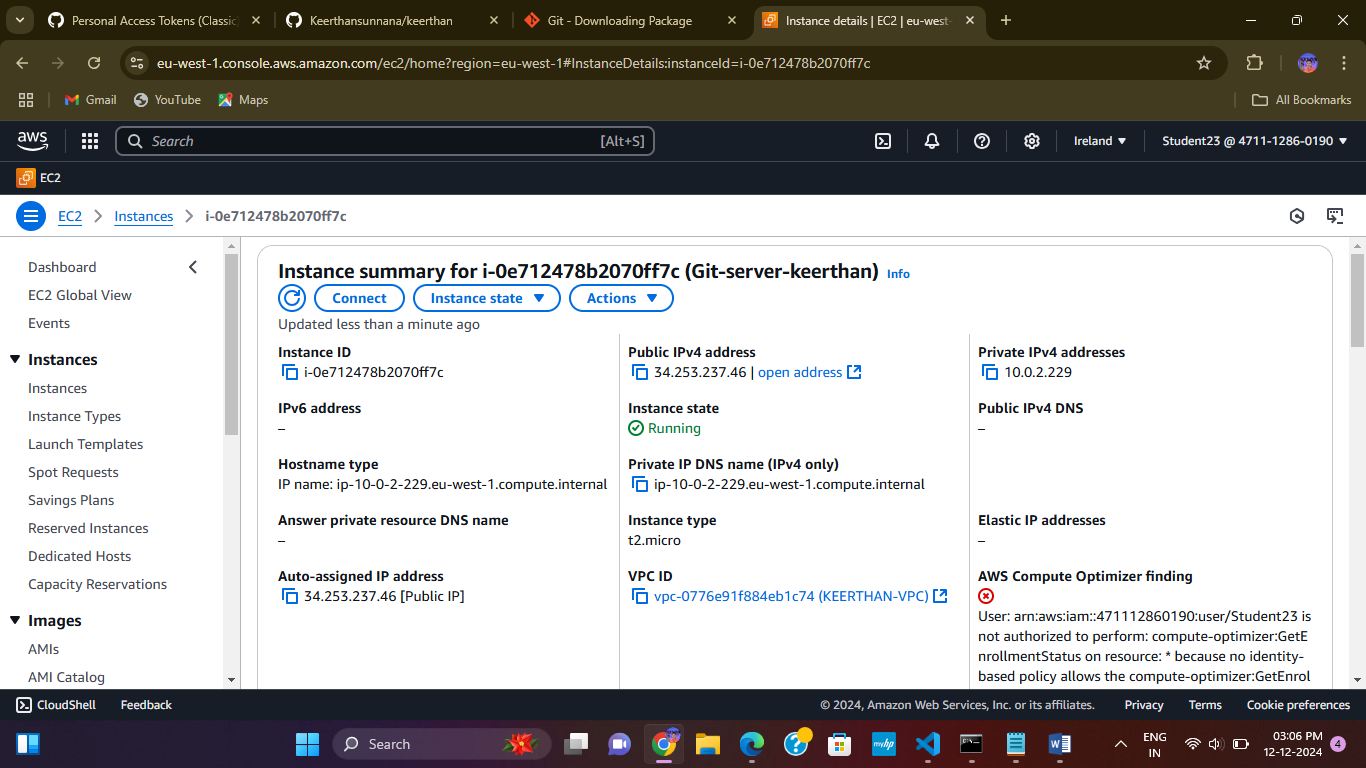 Personal Access Tokens (Classic)
Keerthansunnana/keerthan
Git - Downloading Package
Instance details | EC2 | eu-west-
eu-west-1.console.aws.amazon.com/ec2/home?region=eu-west-1#InstanceDetails:instanceId=i-0e712478b2070ff7c
Gmail
YouTube
Maps
All Bookmarks
aws
Search
[Alt+S]
Ireland
Student23 @ 4711-1286-0190
EC2
EC2
Instances
i-0e712478b2070ff7c
Dashboard
EC2 Global View
Events
Instances
Instances
Instance Types
Launch Templates
Spot Requests
Savings Plans
Reserved Instances
Dedicated Hosts
Capacity Reservations
Images
AMIs
AMI Catalog
Instance summary for i-0e712478b2070ff7c (Git-server-keerthan) Info
Connect
Instance state
Actions
Updated less than a minute ago
Instance ID
i-0e712478b2070ff7c
Public IPv4 address
34.253.237.46 | open address
Private IPv4 addresses
10.0.2.229
IPv6 address
–
Instance state
Running
Public IPv4 DNS
–
Hostname type
IP name: ip-10-0-2-229.eu-west-1.compute.internal
Private IP DNS name (IPv4 only)
ip-10-0-2-229.eu-west-1.compute.internal
Answer private resource DNS name
–
Instance type
t2.micro
Elastic IP addresses
–
Auto-assigned IP address
34.253.237.46 [Public IP]
VPC ID
vpc-0776e91f884eb1c74 (KEERTHAN-VPC)
AWS Compute Optimizer finding
User: arn:aws:iam::471112860190:user/Student23 is
not authorized to perform: compute-optimizer:GetE
nrollmentStatus on resource: * because no identity-
based policy allows the compute-optimizer:GetEnrol
CloudShell
Feedback
© 2024, Amazon Web Services, Inc. or its affiliates.
Privacy
Terms
Cookie preferences
Search
myhp
ENG
IN
03:06 PM
12-12-2024
4